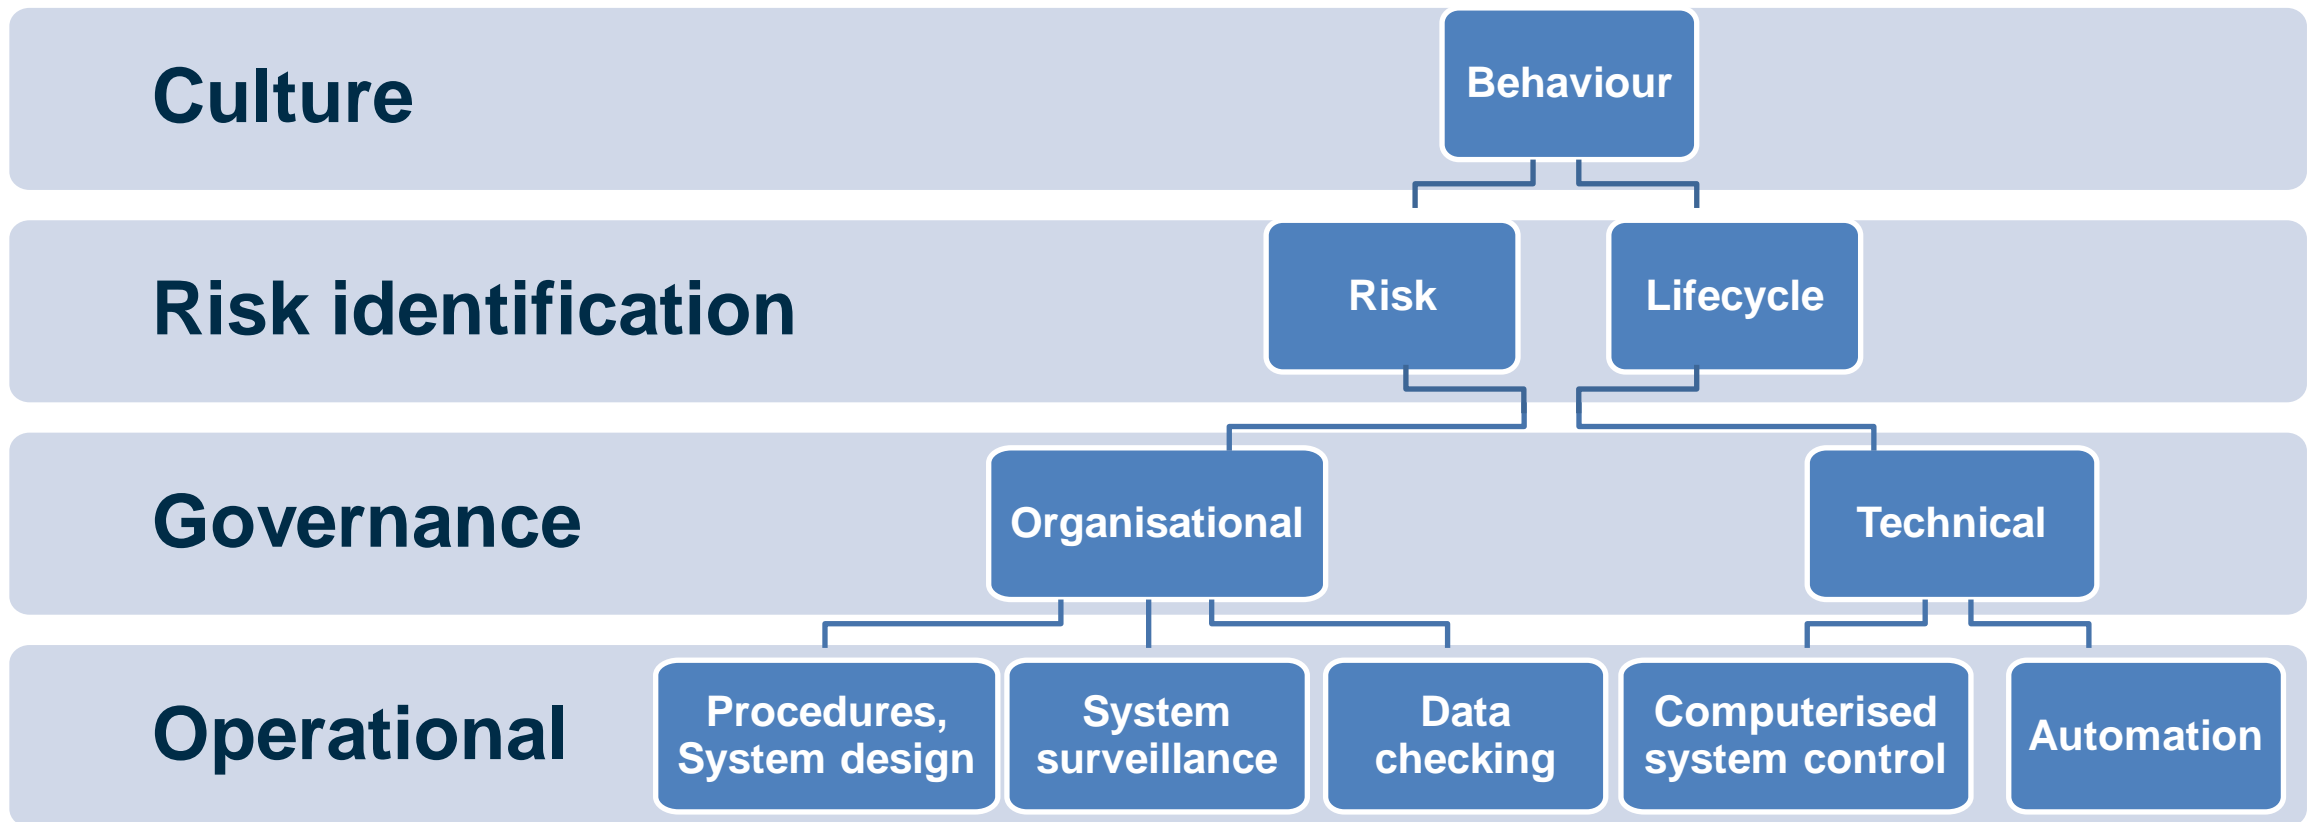 Culture
Behaviour
Risk identification
Risk
Lifecycle
Governance
Organisational
Technical
Operational
Procedures,
System design
System
surveillance
Data
checking
Computerised
system control
Automation